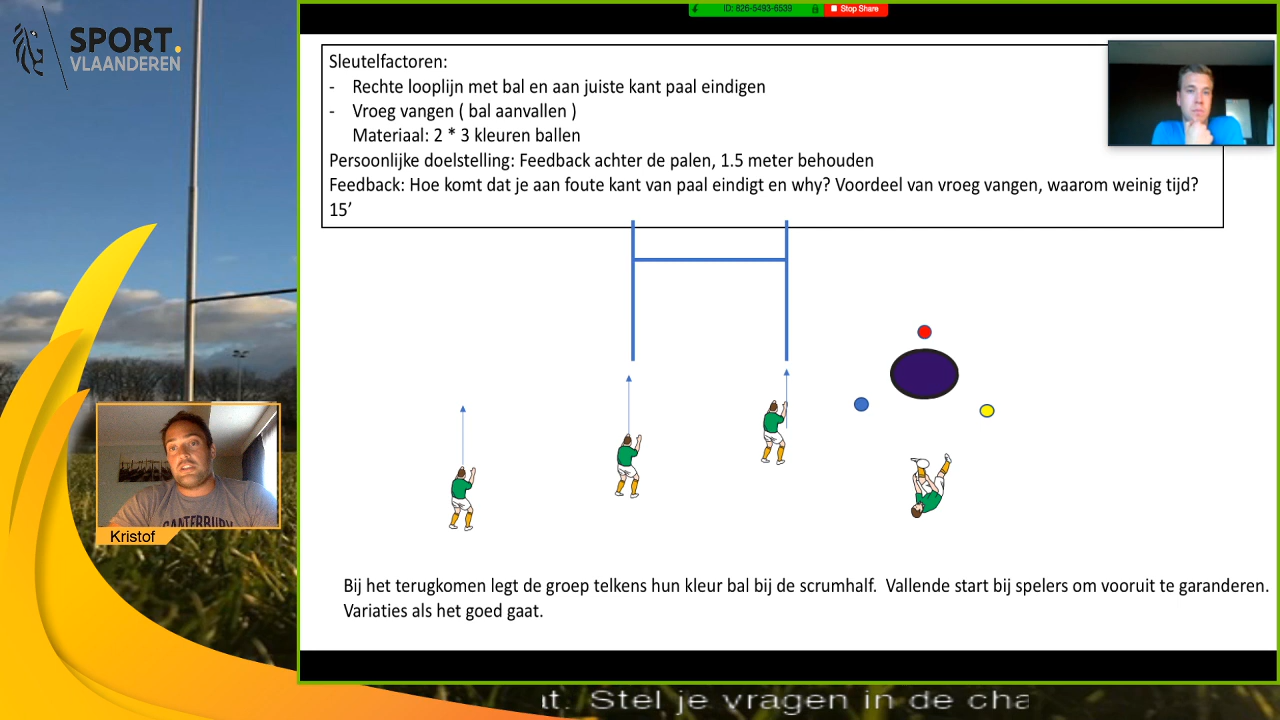 SPORT.
VLAANDEREN
ID: 826-5493-6539
Stop Share
Sleutelfactoren:
- Rechte looplijn met bal en aan juiste kant paal eindigen
- Vroeg vangen ( bal aanvallen )
Materiaal: 2 * 3 kleuren ballen
Persoonlijke doelstelling: Feedback achter de palen, 1.5 meter behouden
Feedback: Hoe komt dat je aan foute kant van paal eindigt en why? Voordeel van vroeg vangen, waarom weinig tijd?
15’
CANTERBURY
Kristof
Bij het terugkomen legt de groep telkens hun kleur bal bij de scrumhalf. Vallende start bij spelers om vooruit te garanderen.
Variaties als het goed gaat.
t. Stel je vragen in de cha